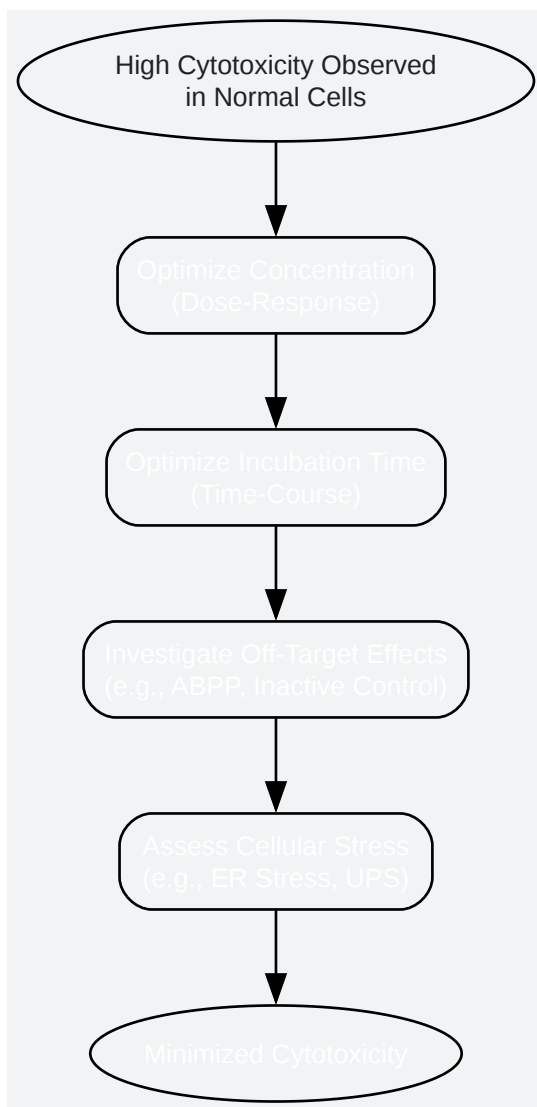 High Cytotoxicity Observed
in Normal Cells
Optimize Concentration
(Dose-Response)
Optimize Incubation Time
(Time-Course)
Investigate Off-Target Effects
(e.g., ABPP, Inactive Control)
Assess Cellular Stress
(e.g., ER Stress, UPS)
Minimized Cytotoxicity